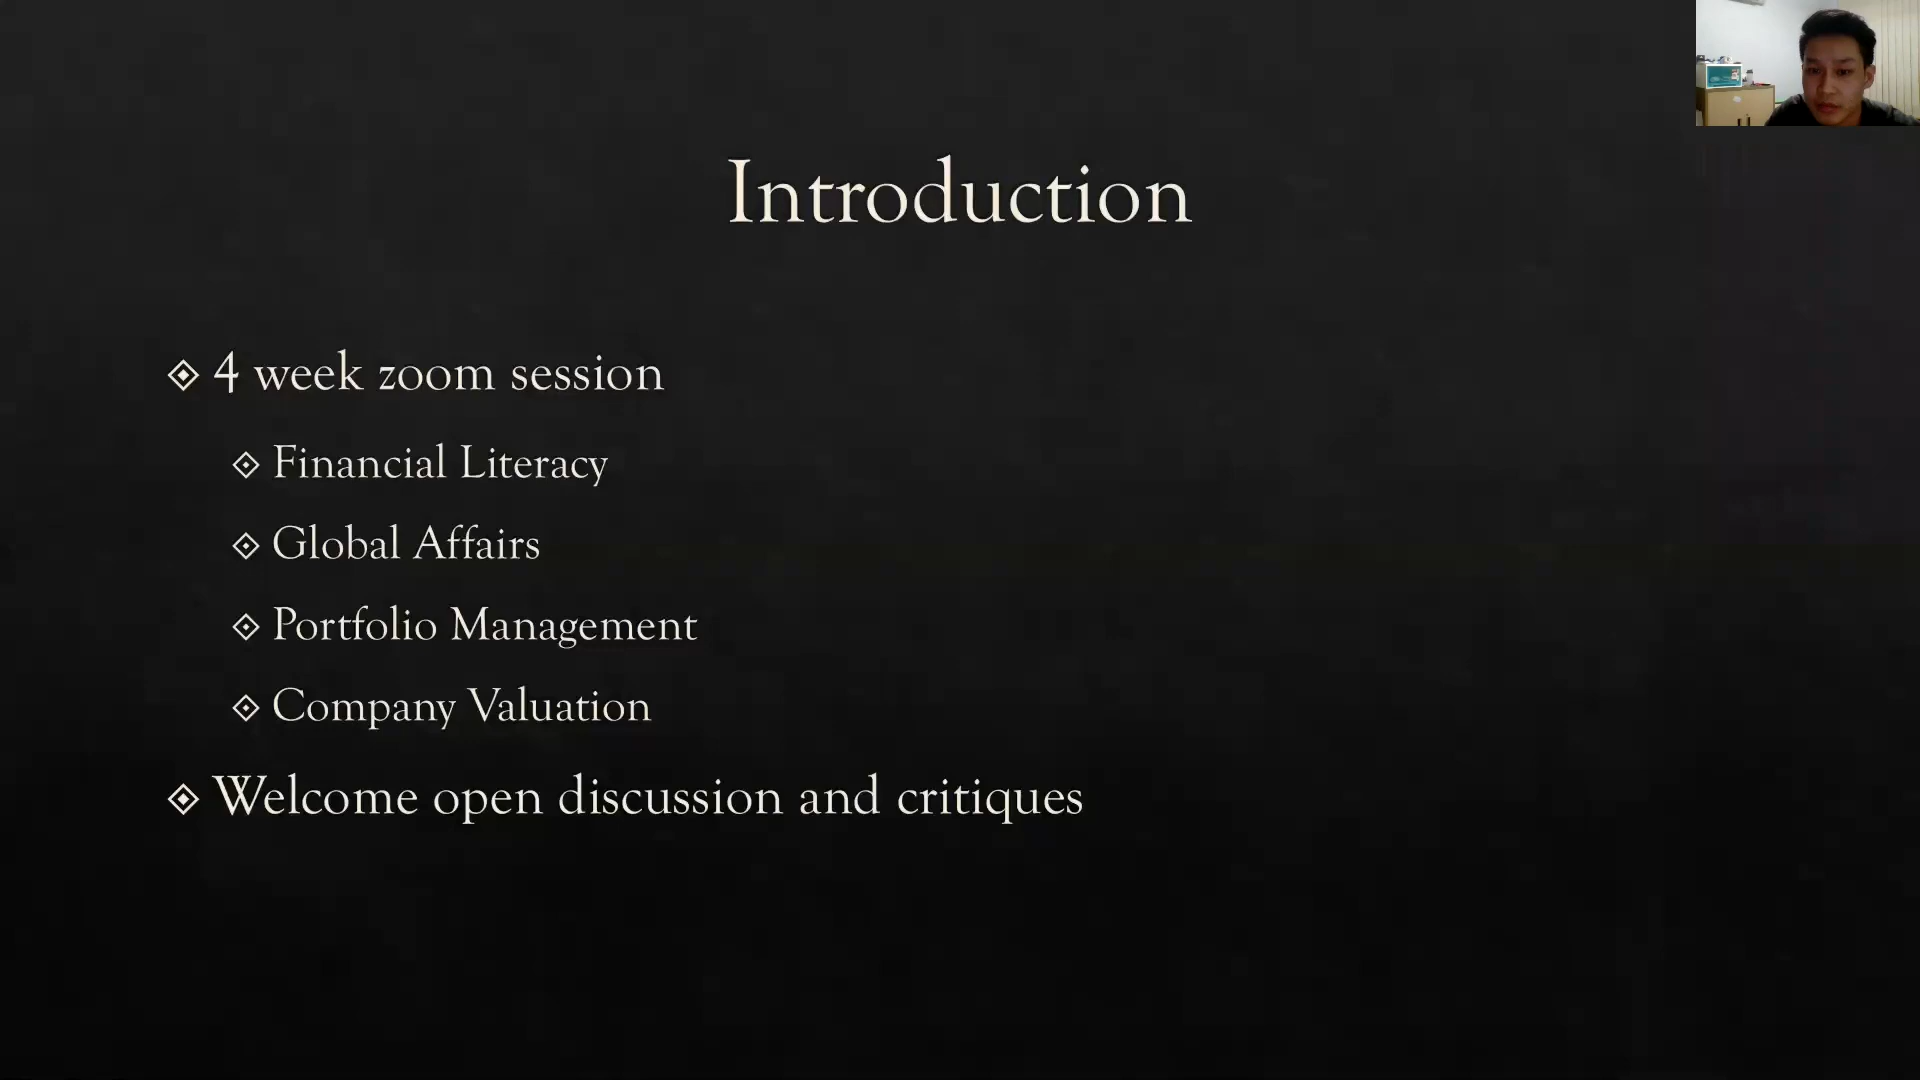 Introduction
4 week zoom session
Financial Literacy
Global Affairs
Portfolio Management
Company Valuation
Welcome open discussion and critiques